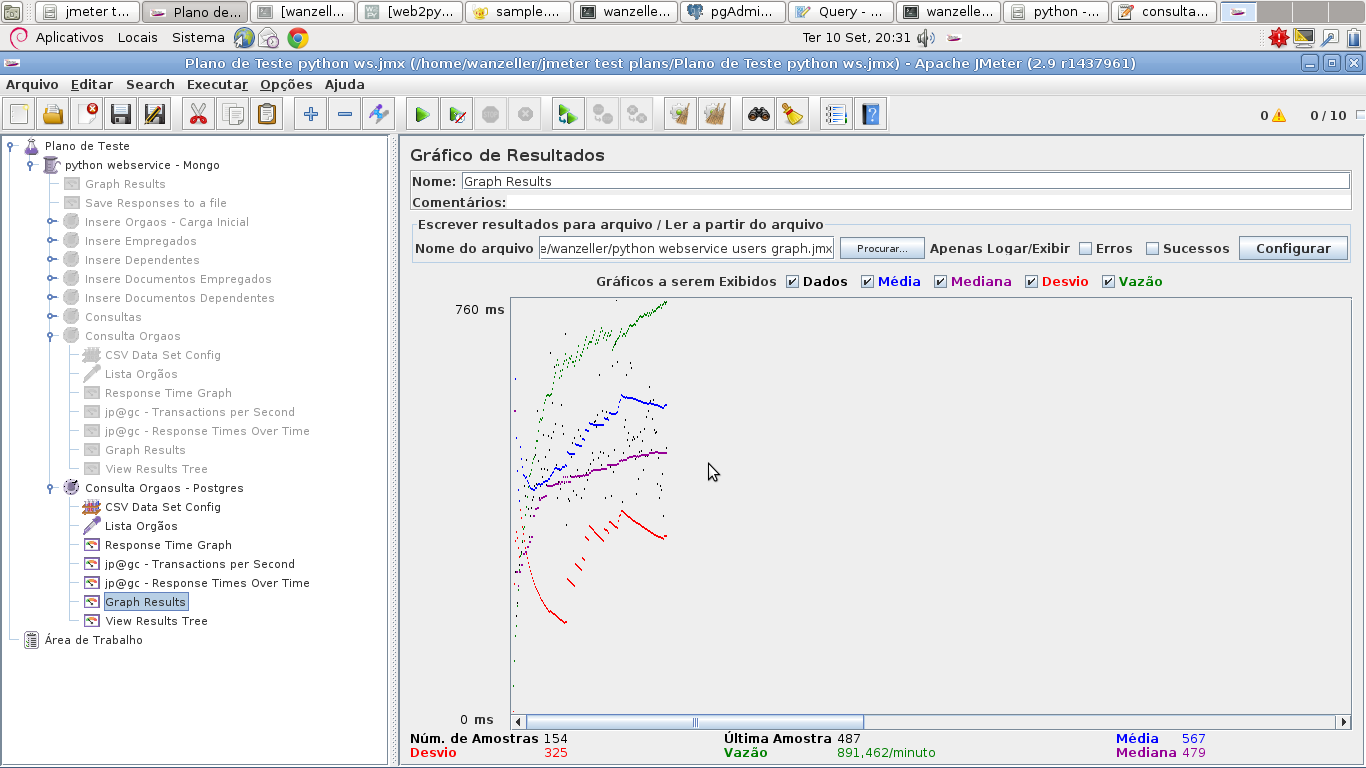 jmeter t...
Plano de...
[wanzell...
[web2py...
sample....
wanzelle...
pgAdmi...
Query - ...
wanzelle...
python -...
consulta...
Aplicativos Locais Sistema
Ter 10 Set, 20:31
Plano de Teste python ws.jmx (/home/wanzeller/jmeter test plans/Plano de Teste python ws.jmx) - Apache JMeter (2.9 r1437961)
Arquivo Editar Search Executar Opções Ajuda
0 0 / 10
Plano de Teste
python webservice - Mongo
Graph Results
Save Responses to a file
Insere Orgaos - Carga Inicial
Insere Empregados
Insere Dependentes
Insere Documentos Empregados
Insere Documentos Dependentes
Consultas
Consulta Orgaos
CSV Data Set Config
Lista Orgãos
Response Time Graph
jp@gc - Transactions per Second
jp@gc - Response Times Over Time
Graph Results
View Results Tree
Consulta Orgaos - Postgres
CSV Data Set Config
Lista Orgãos
Response Time Graph
jp@gc - Transactions per Second
jp@gc - Response Times Over Time
Graph Results
View Results Tree
Área de Trabalho
Gráfico de Resultados
Nome: Graph Results
Comentários:
Escrever resultados para arquivo / Ler a partir do arquivo
Nome do arquivo e/wanzeller/python webservice users graph.jmx Procurar... Apenas Logar/Exibir Erros Sucessos Configurar
Gráficos a serem Exibidos Dados Média Mediana Desvio Vazão
760 ms
0 ms
Núm. de Amostras 154 Última Amostra 487 Média 567
Desvio 325 Vazão 891,462/minuto Mediana 479